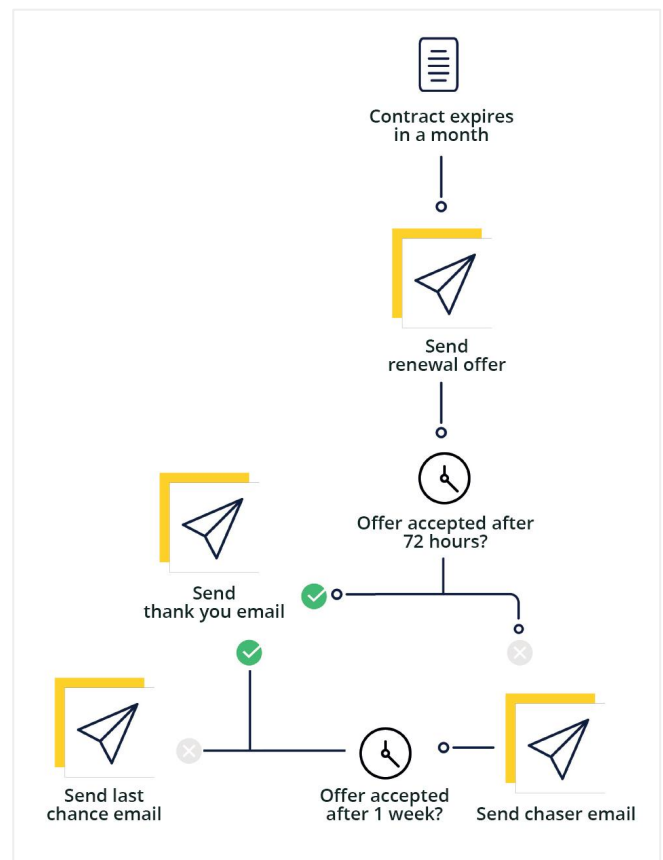 Contract expires
in a month
Send
renewal offer
Offer accepted after
72 hours?
Send
thank you email
Send last
chance email
Offer accepted
after 1 week?
Send chaser email